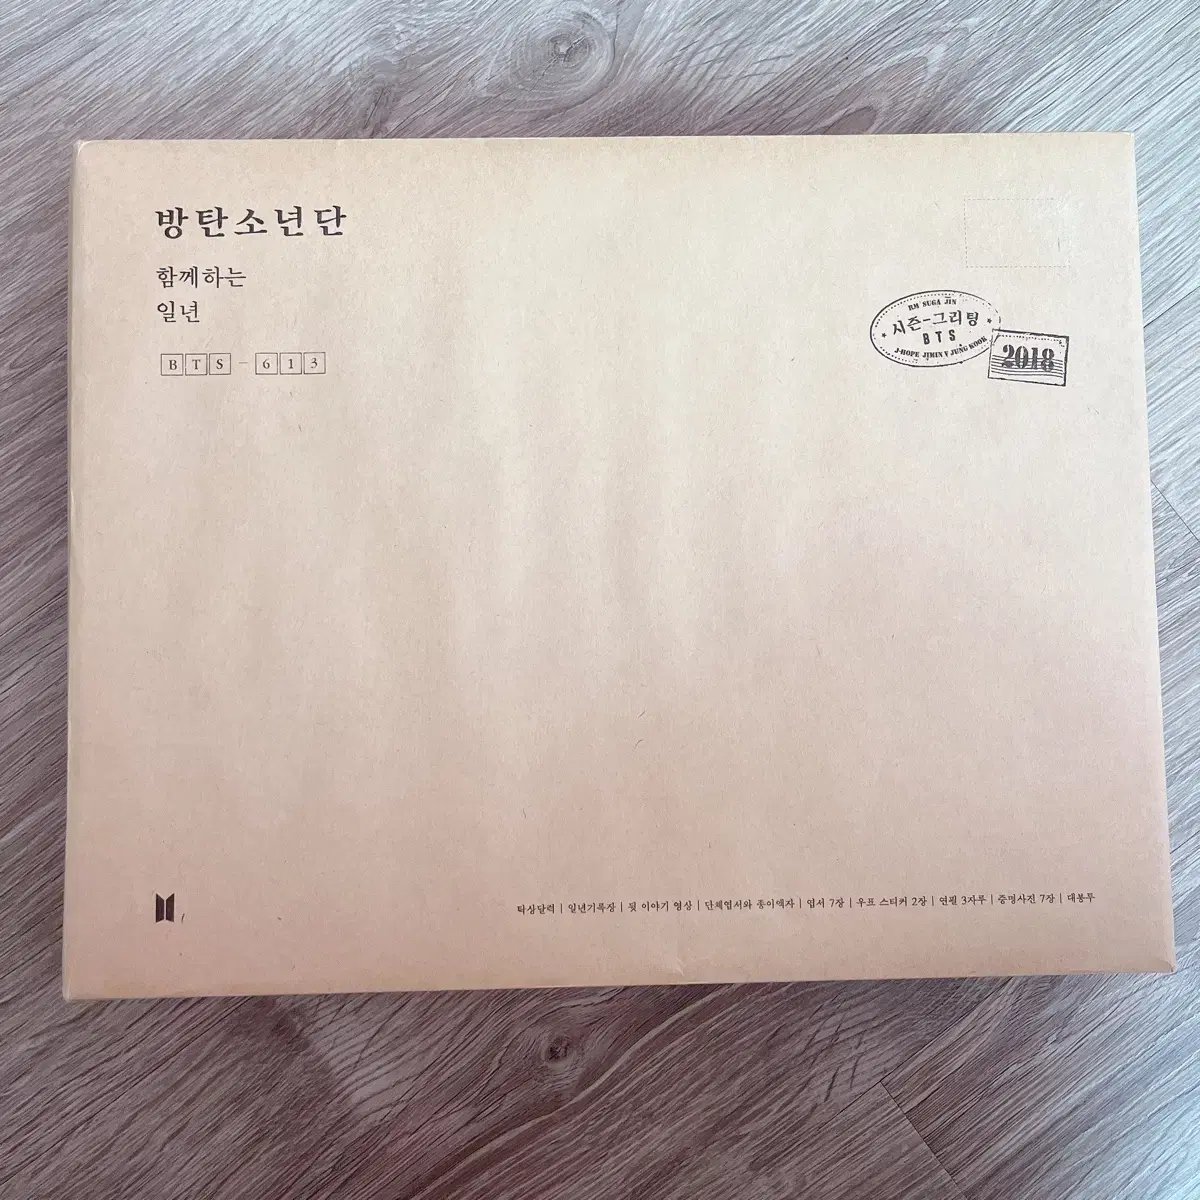 방탄소년단
함께하는
일년
BTS-613
RM SUGA JIN
시즌-그리팅
BTS
J-HOPE JIMIN V JUNG KOOK
2018
탁상달력 | 일년기록장 | 뒷 이야기 영상 | 단체엽서와 종이액자 | 엽서 7장 | 우표 스티커 2장 | 연필 3자루 | 증명사진 7장 | 대봉투